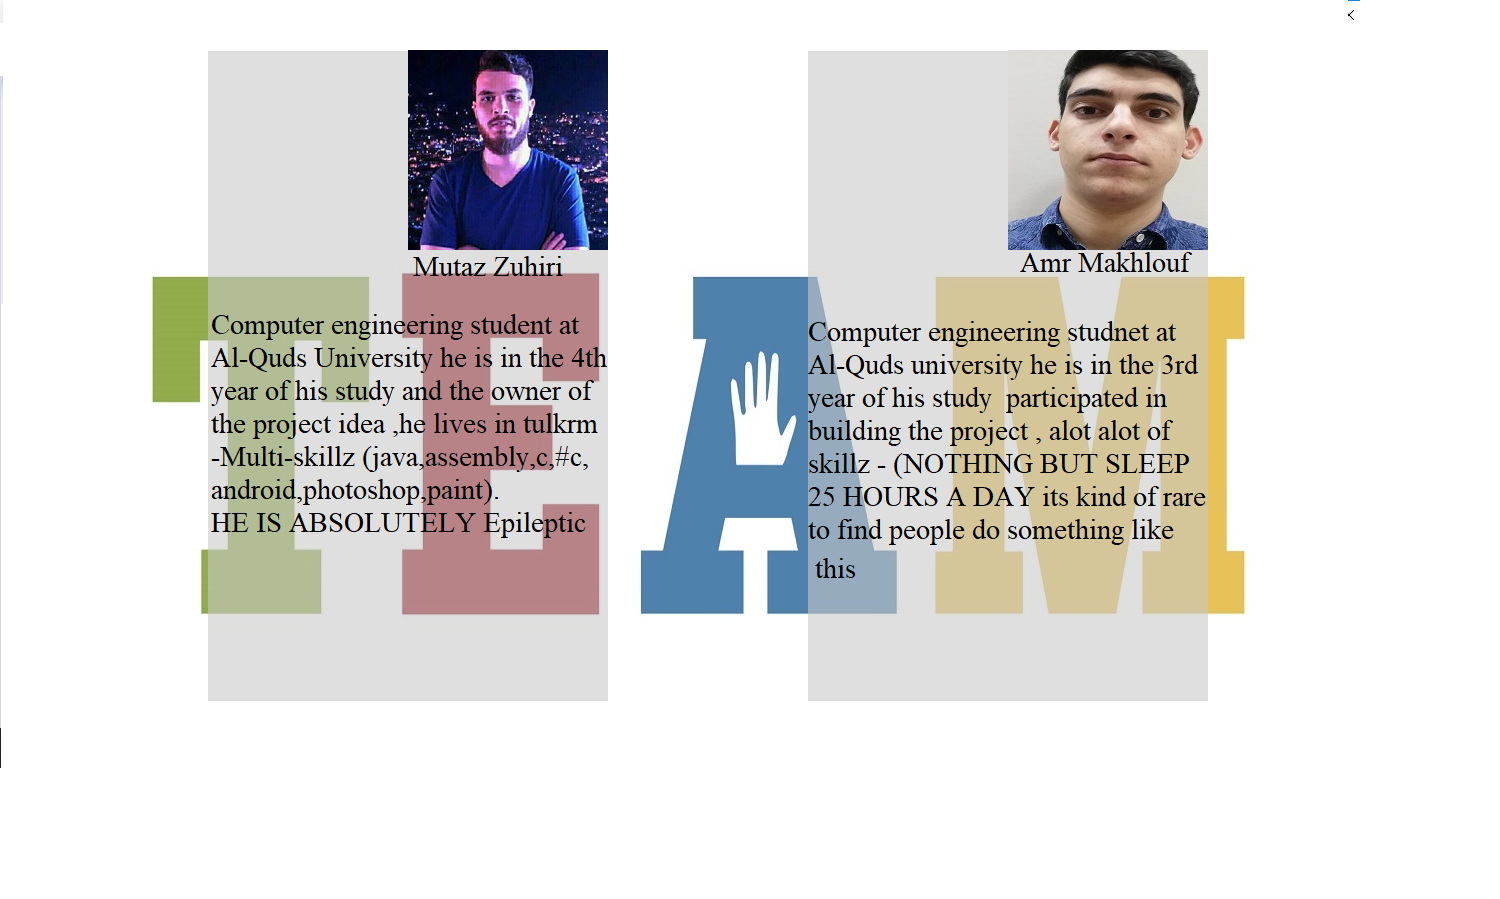 Mutaz Zuhiri
Computer engineering student at
Al-Quds University he is in the 4th
year of his study and the owner of
the project idea ,he lives in tulkrm
-Multi-skillz (java,assembly,c,#c,
android,photoshop,paint).
HE IS ABSOLUTELY Epileptic
Amr Makhlouf
Computer engineering studnet at
Al-Quds university he is in the 3rd
year of his study  participated in
building the project , alot alot of
skillz - (NOTHING BUT SLEEP
25 HOURS A DAY its kind of rare
to find people do something like
this
TEAM